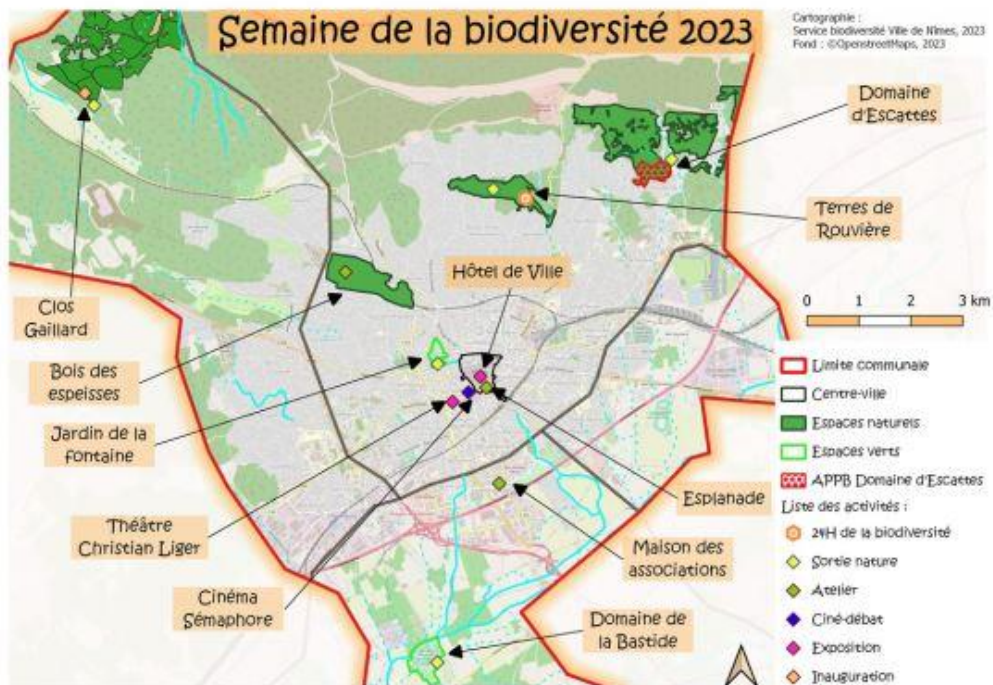 Semaine de la biodiversité 2023
Cartographie :
Service biodiversité Ville de Nîmes, 2023
Fond : ©OpenstreetMaps, 2023
Domaine
d'Escattes
Terres de
Rouvière
Hôtel de Ville
Clos
Gaillard
0 1 2 3 km
Bois des
espeisses
Jardin de la
fontaine
Théâtre
Christian Liger
Cinéma
Sémaphore
Esplanade
Maison des
associations
Domaine de
la Bastide
Limite communale
Centre-ville
Espaces naturels
Espaces verts
APPB Domaine d'Escattes
Liste des activités :
24H de la biodiversité
Sortie nature
Atelier
Ciné-débat
Exposition
Inauguration